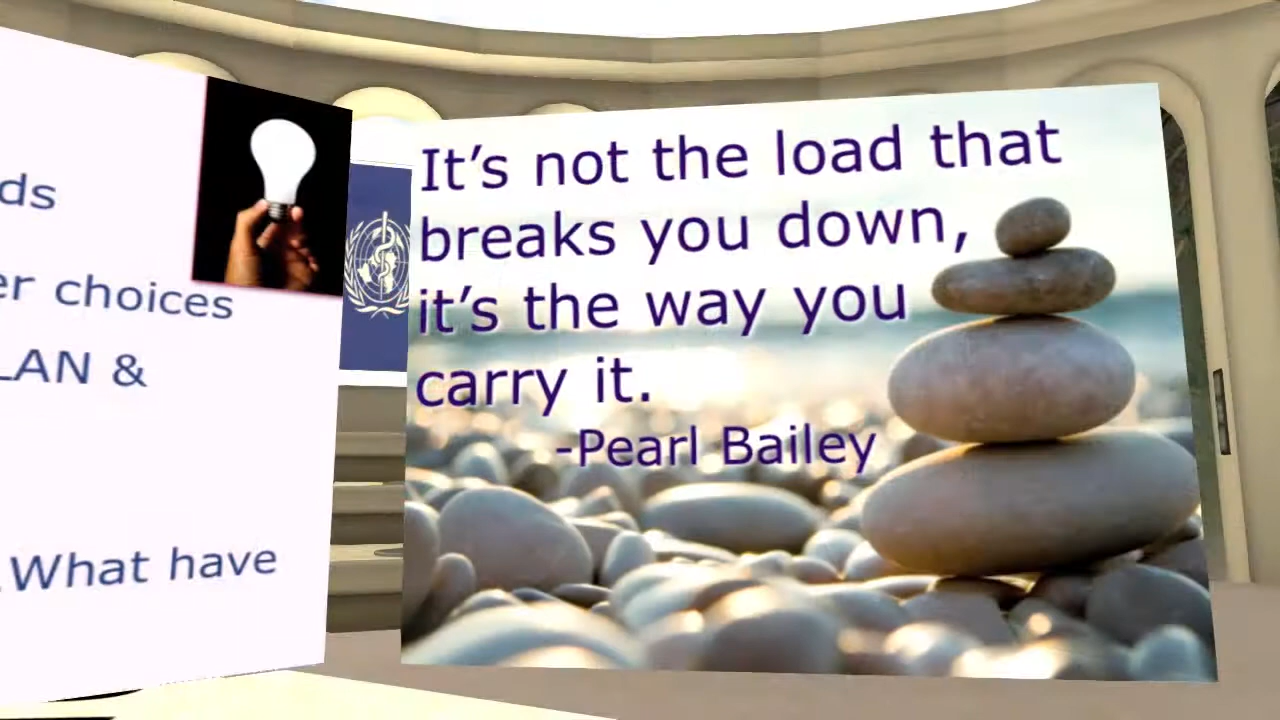 ds
er choices
LAN &
What have
It's not the load that
breaks you down,
it's the way you
carry it.
-Pearl Bailey